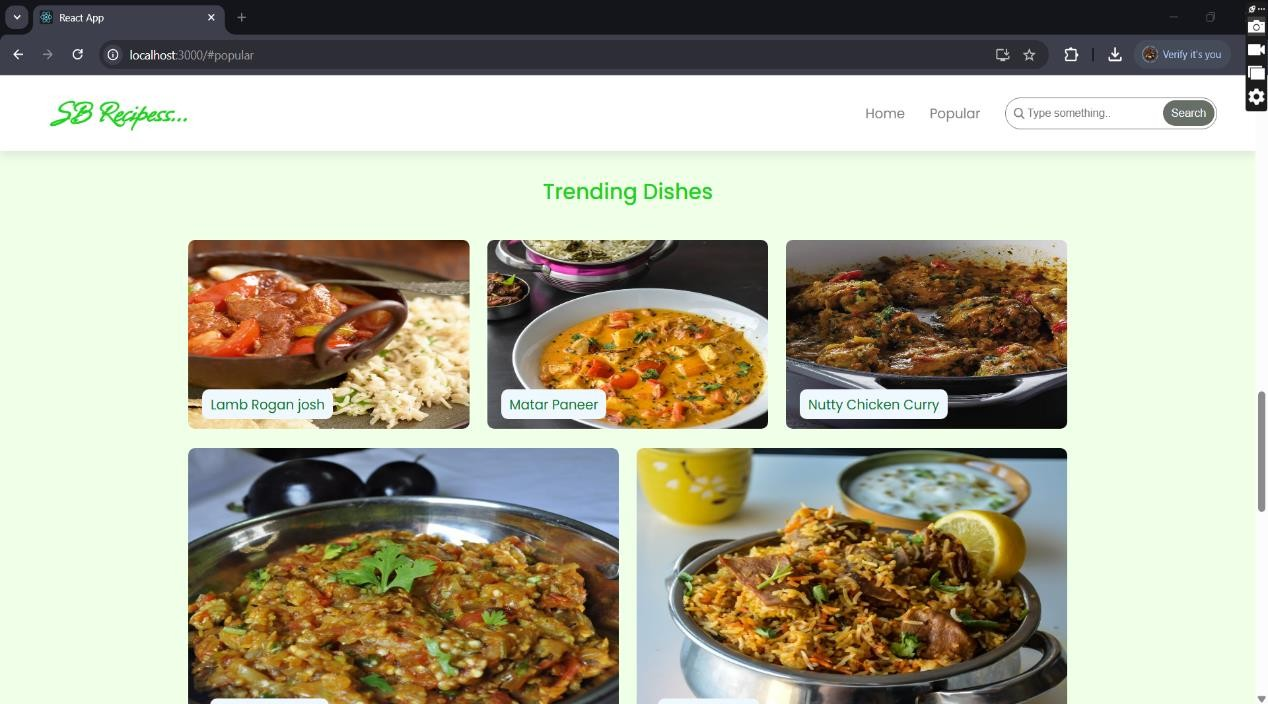 React App
localhost:3000/#popular
Verify it's you
SB Recipess...
Home
Popular
Type something..
Search
Trending Dishes
Lamb Rogan josh
Matar Paneer
Nutty Chicken Curry